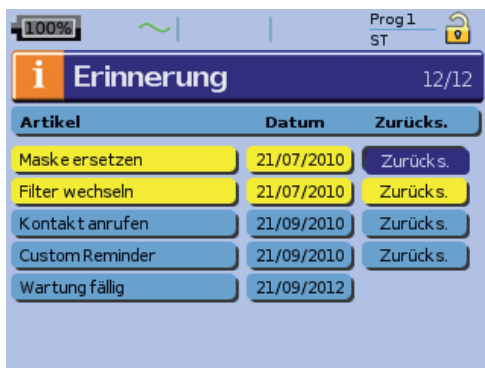 100%
Prog 1
ST
i Erinnerung 12/12
Artikel Datum Zurücks.
Maske ersetzen 21/07/2010 Zurücks.
Filter wechseln 21/07/2010 Zurücks.
Kontakt anrufen 21/09/2010 Zurücks.
Custom Reminder 21/09/2010 Zurücks.
Wartung fällig 21/09/2012